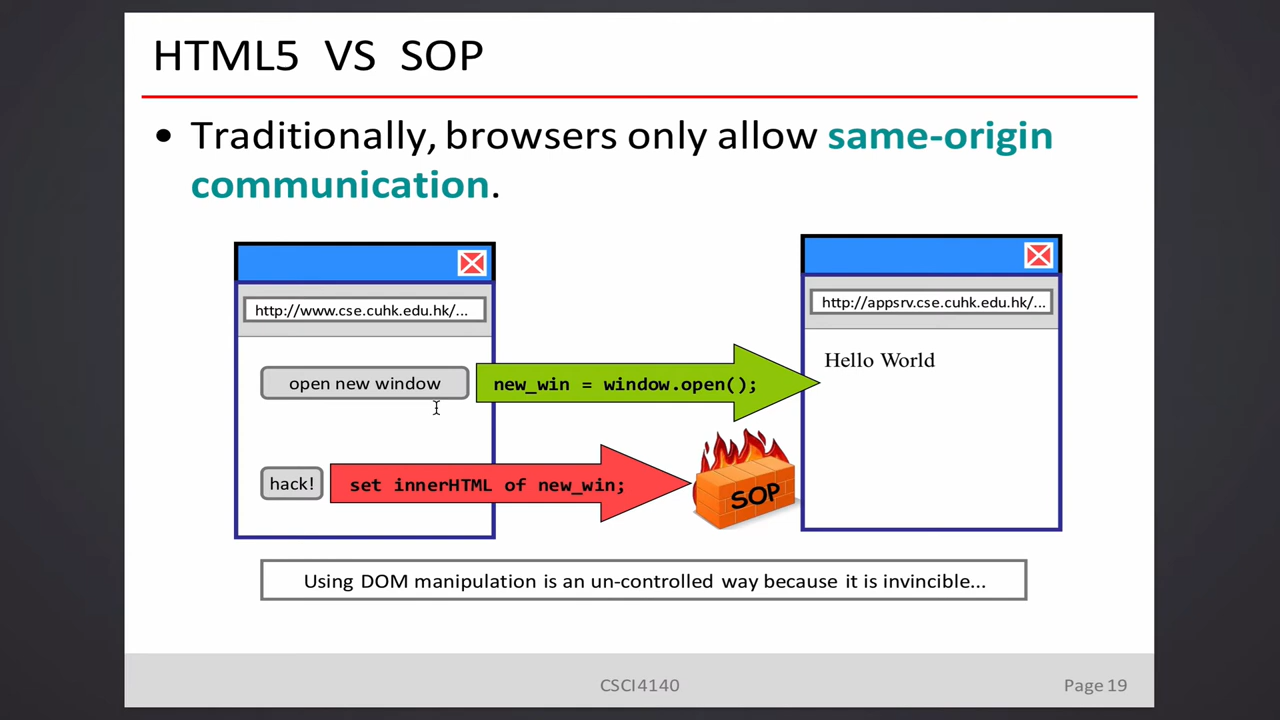 HTML5 VS SOP
• Traditionally, browsers only allow same-origin
communication.
http://www.cse.cuhk.edu.hk/...
http://appsrv.cse.cuhk.edu.hk/...
Hello World
open new window
new_win = window.open();
hack!
set innerHTML of new_win;
SOP
Using DOM manipulation is an un-controlled way because it is invincible...
CSCI4140
Page 19